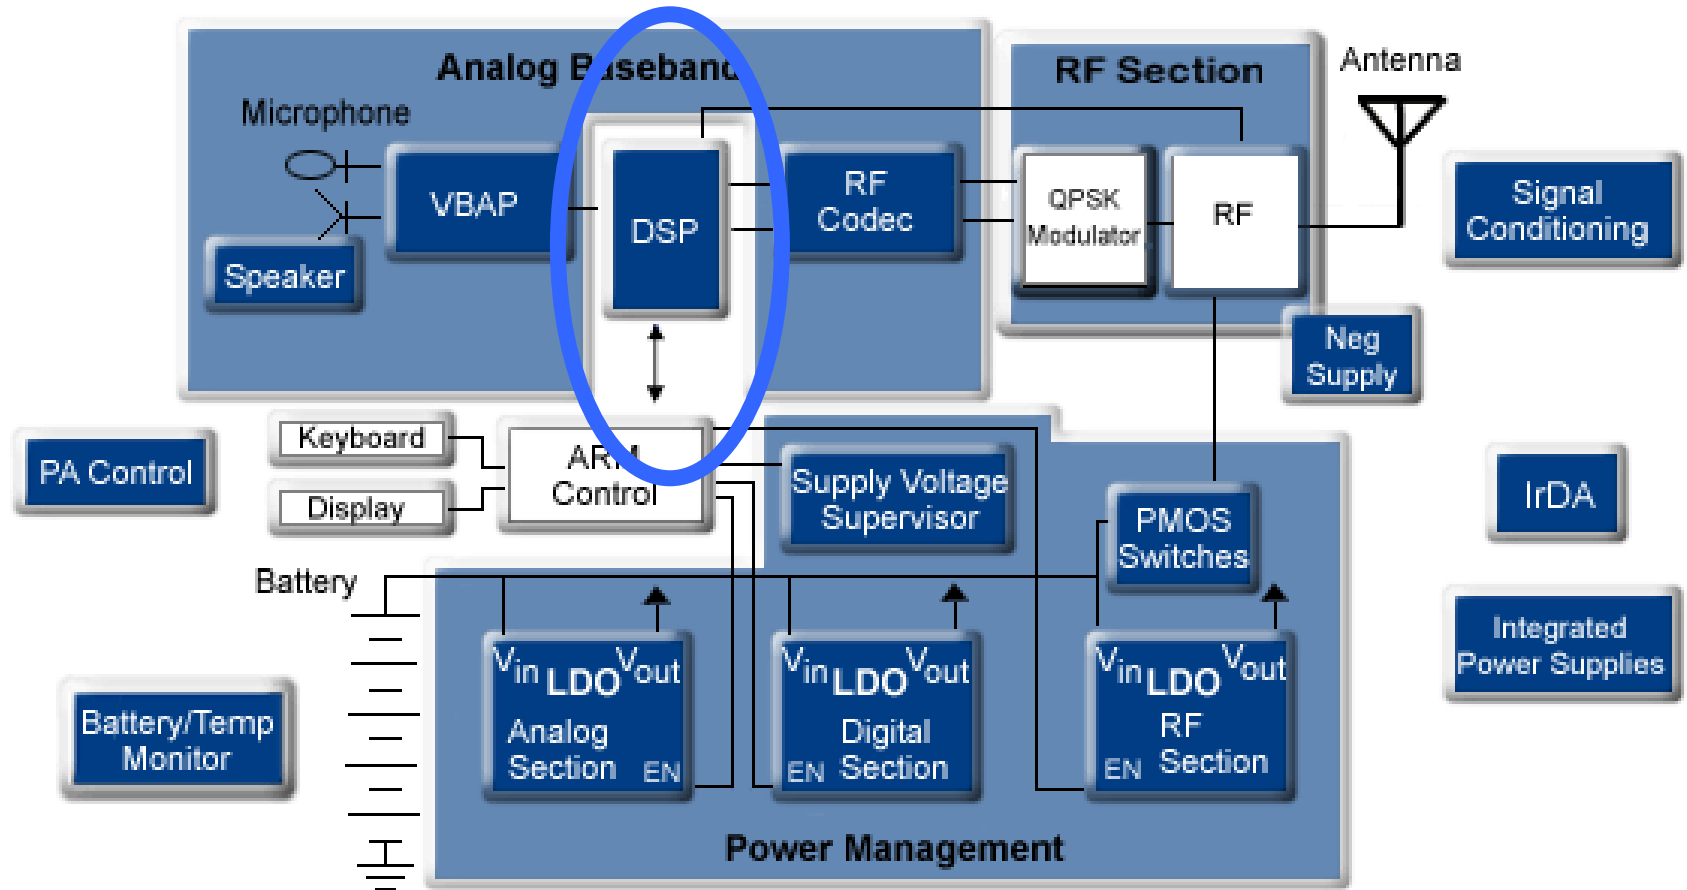 Analog Baseband
RF Section
Antenna
Microphone
VBAP
DSP
RF
Codec
QPSK
Modulator
RF
Signal
Conditioning
Speaker
Neg
Supply
Keyboard
Display
ARM
Control
PA Control
Supply Voltage
Supervisor
PMOS
Switches
IrDA
Battery
Integrated
Power Supplies
Vin LDO Vout
Analog
Section EN
Vin LDO Vout
Digital
EN Section
Vin LDO Vout
RF
EN Section
Battery/Temp
Monitor
Power Management